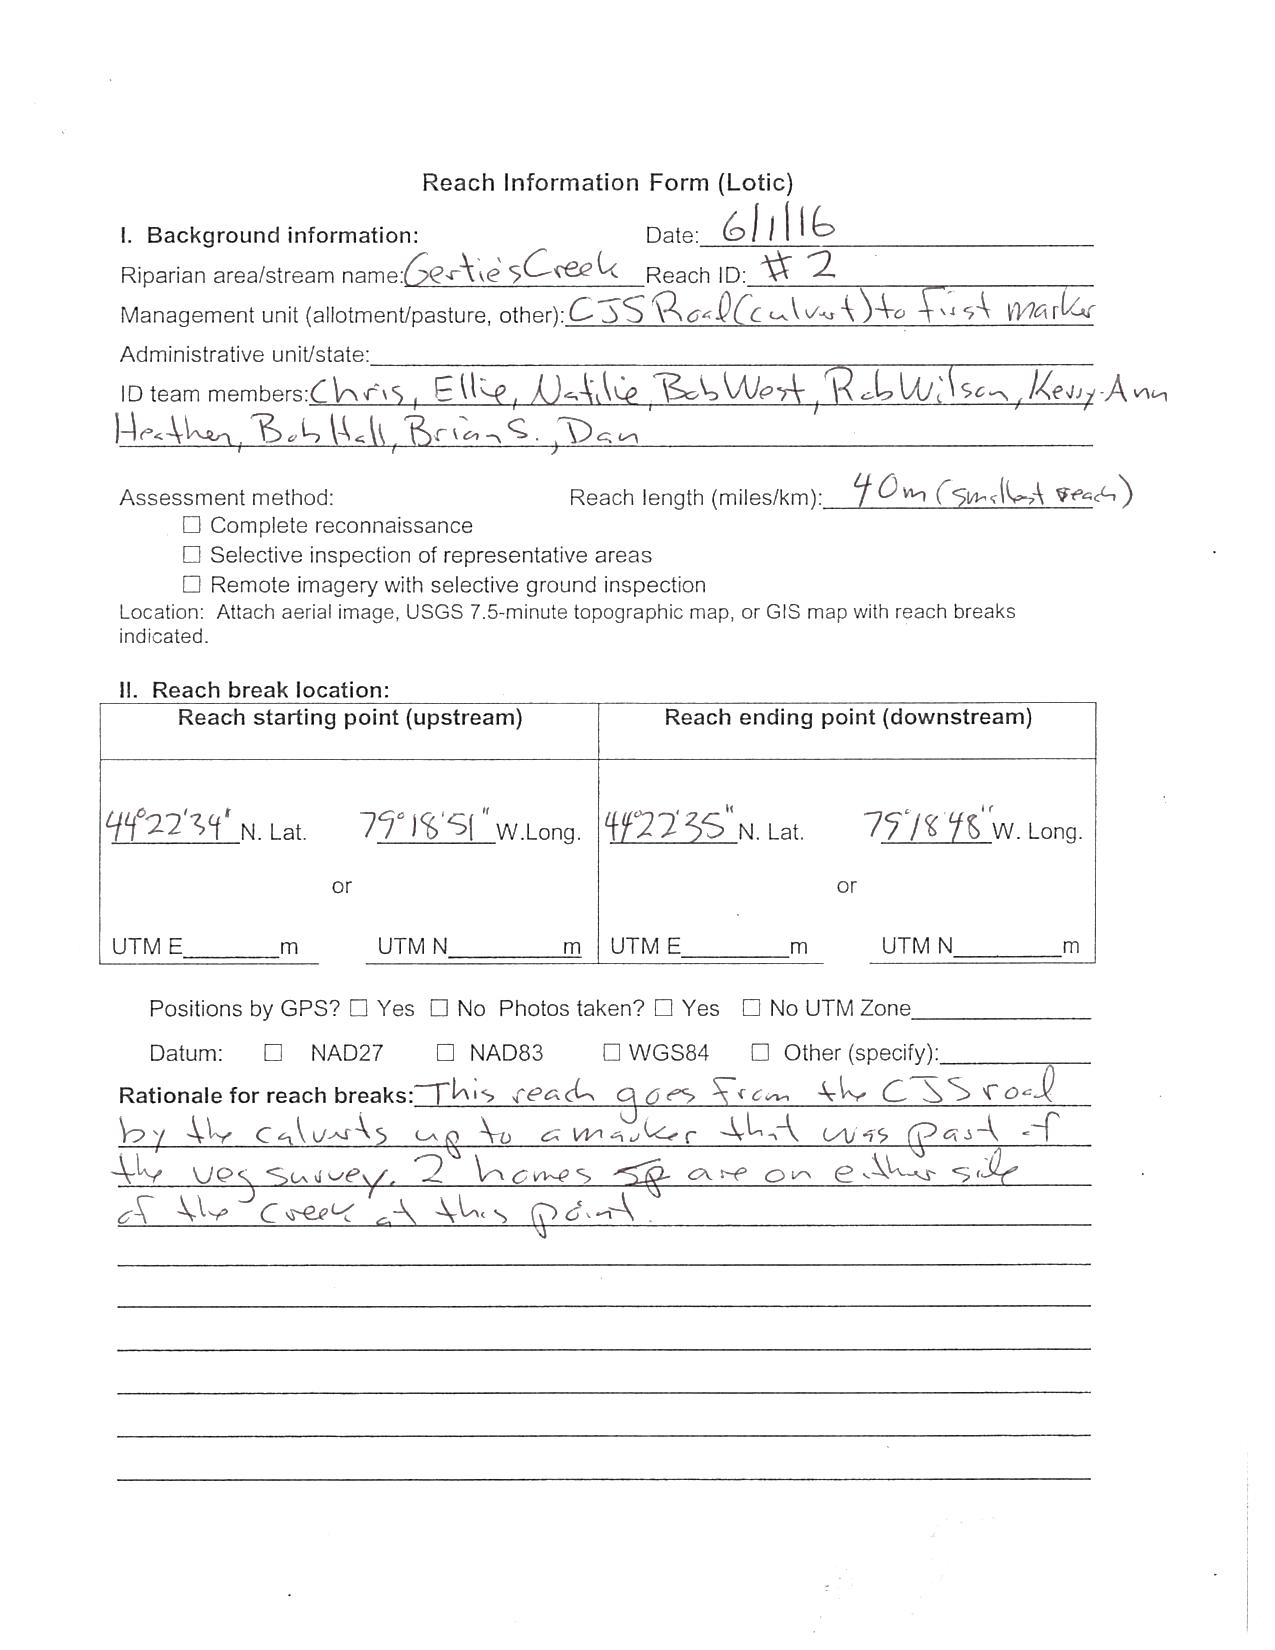 Reach Information Form (Lotic)
I. Background information: Date: 6/1/16
Riparian area/stream name: Gertie's Creek Reach ID: # 2
Management unit (allotment/pasture, other): CJS Road (culvert) to first marker
Administrative unit/state:
ID team members: Chris, Ellie, Natilie, Bob West, Rob Wilson, Kerry-Ann
Heather, Bob Hall, Brian S., Dan
Assessment method: Reach length (miles/km): 40m (smallest reach)
☐ Complete reconnaissance
☐ Selective inspection of representative areas
☐ Remote imagery with selective ground inspection
Location: Attach aerial image, USGS 7.5-minute topographic map, or GIS map with reach breaks
indicated.
II. Reach break location:
Reach starting point (upstream) Reach ending point (downstream)
44°22'34" N. Lat. 79°18'51" W.Long. 44°22'35" N. Lat. 79°18'48" W. Long.
or or
UTM E m UTM N m UTM E m UTM N m
Positions by GPS? ☐ Yes ☐ No Photos taken? ☐ Yes ☐ No UTM Zone
Datum: ☐ NAD27 ☐ NAD83 ☐ WGS84 ☐ Other (specify):
Rationale for reach breaks: This reach goes from the CJS road
by the calverts up to a marker that was part of
the veg survey. 2 homes are on either side
of the creek at this point.